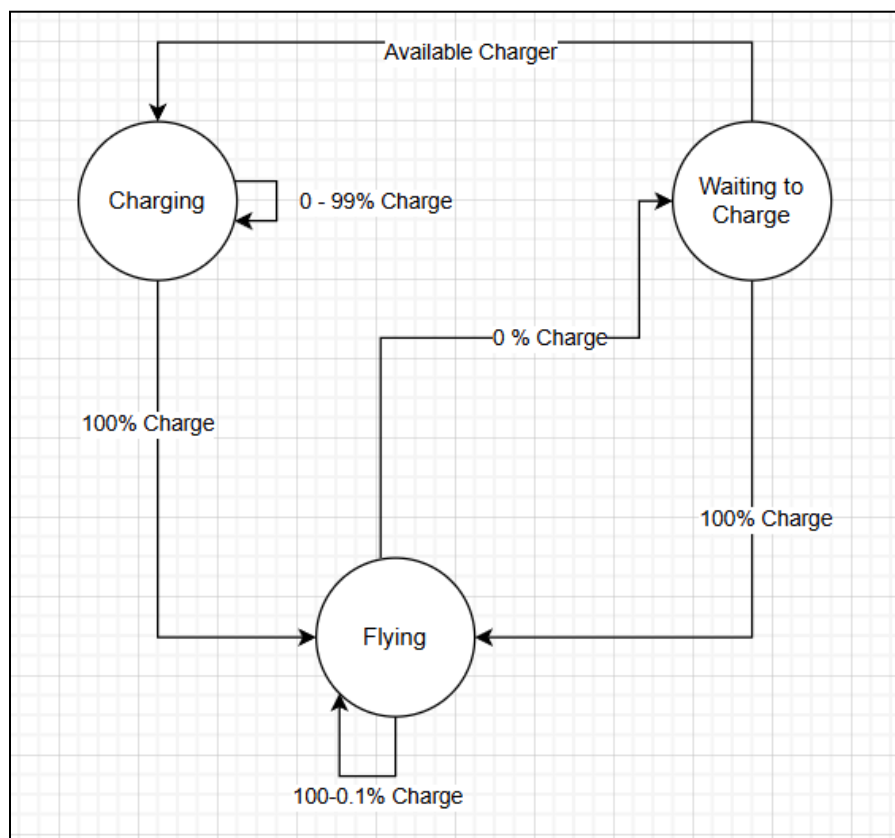 Available Charger
Charging
0 - 99% Charge
Waiting to
Charge
0 % Charge
100% Charge
100% Charge
Flying
100-0.1% Charge